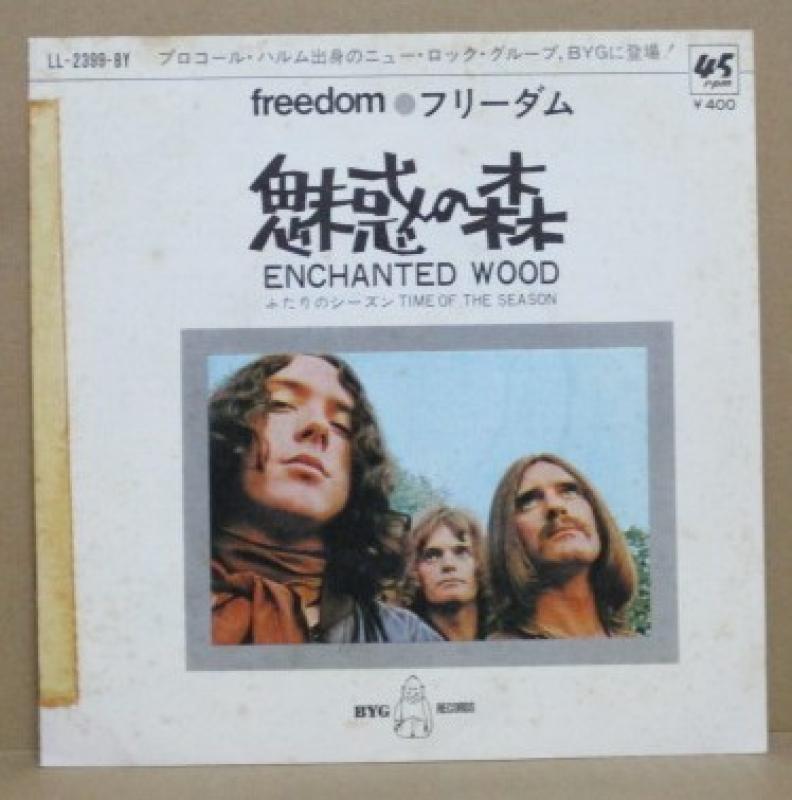 LL-2399-BY プロコール・ハルム出身のニュー・ロック・グループ,BYGに登場!
45
rpm
¥400
freedom ●フリーダム
魅惑の森
ENCHANTED WOOD
ふたりのシーズン TIME OF THE SEASON
BYG RECORDS